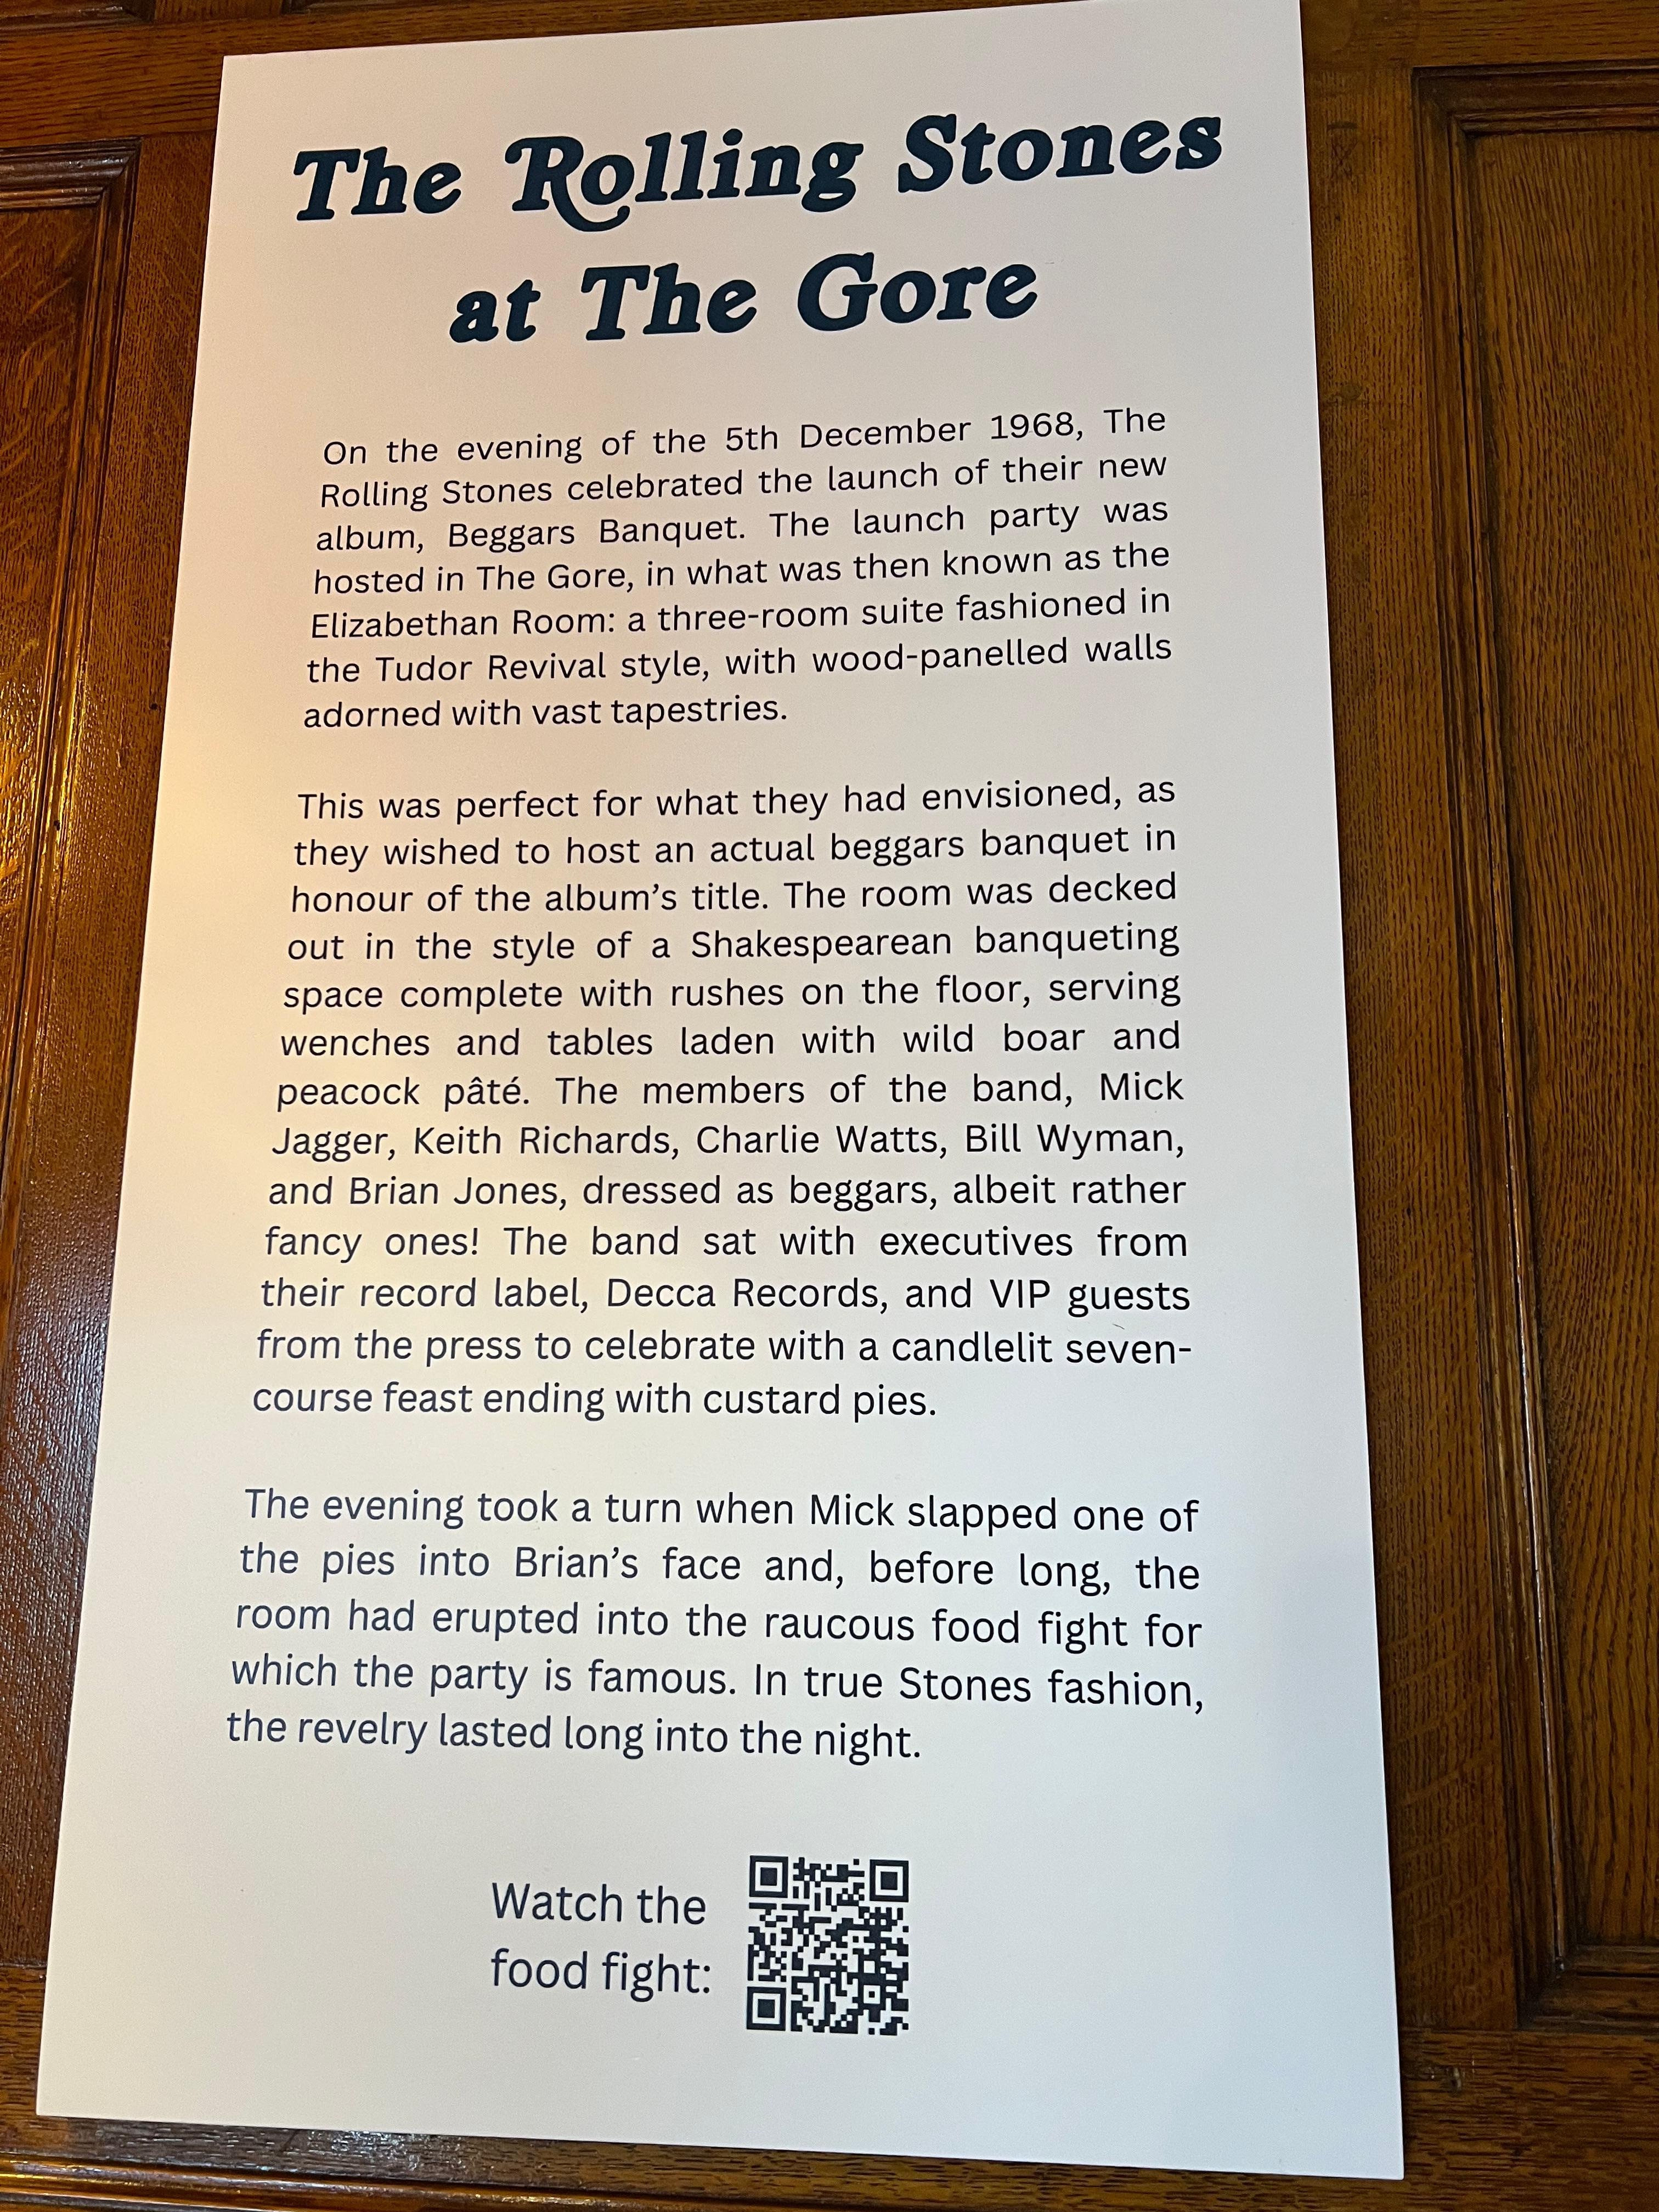 The Rolling Stones
at The Gore
On the evening of the 5th December 1968, The
Rolling Stones celebrated the launch of their new
album, Beggars Banquet. The launch party was
hosted in The Gore, in what was then known as the
Elizabethan Room: a three-room suite fashioned in
the Tudor Revival style, with wood-panelled walls
adorned with vast tapestries.
This was perfect for what they had envisioned, as
they wished to host an actual beggars banquet in
honour of the album’s title. The room was decked
out in the style of a Shakespearean banqueting
space complete with rushes on the floor, serving
wenches and tables laden with wild boar and
peacock pâté. The members of the band, Mick
Jagger, Keith Richards, Charlie Watts, Bill Wyman,
and Brian Jones, dressed as beggars, albeit rather
fancy ones! The band sat with executives from
their record label, Decca Records, and VIP guests
from the press to celebrate with a candlelit seven-
course feast ending with custard pies.
The evening took a turn when Mick slapped one of
the pies into Brian’s face and, before long, the
room had erupted into the raucous food fight for
which the party is famous. In true Stones fashion,
the revelry lasted long into the night.
Watch the
food fight: